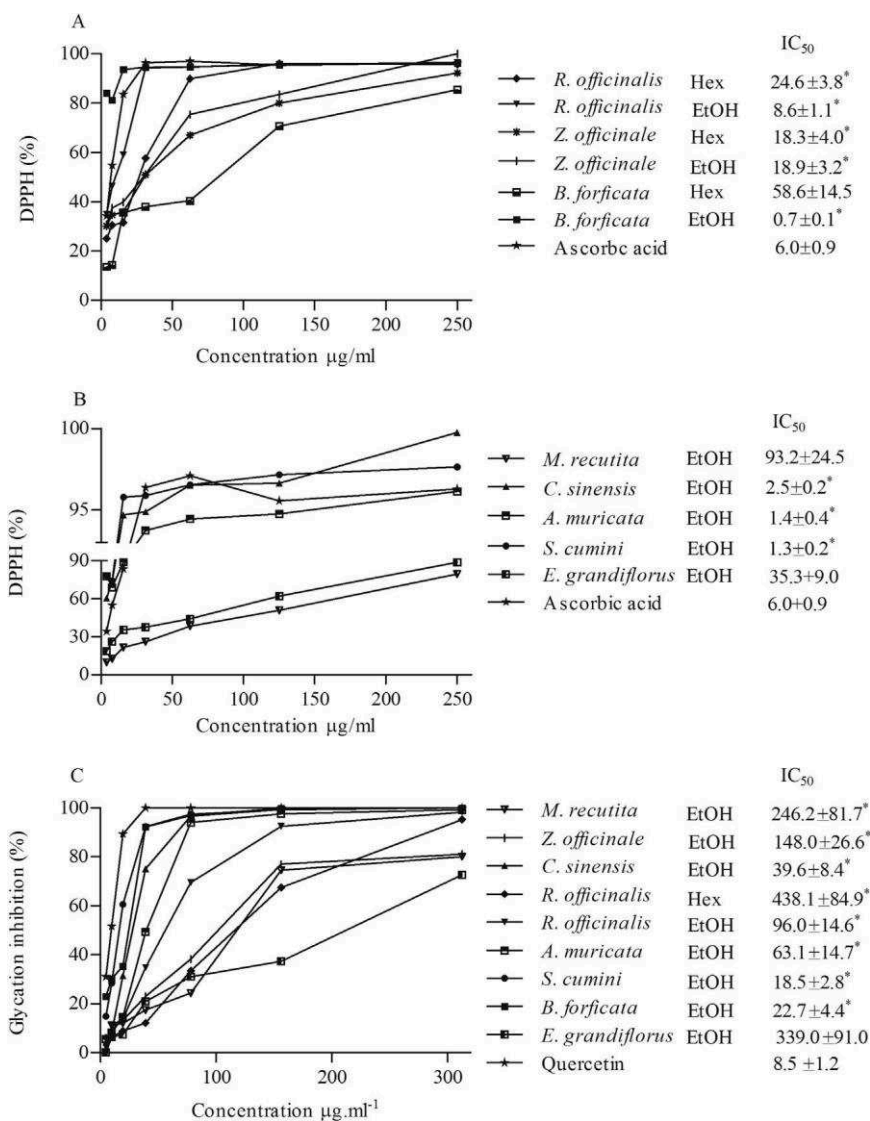 A
DPPH (%)
100
80
60
40
20
0
0 50 100 150 200 250
Concentration µg/ml
IC50
R. officinalis Hex 24.6±3.8*
R. officinalis EtOH 8.6±1.1*
Z. officinale Hex 18.3±4.0*
Z. officinale EtOH 18.9±3.2*
B. forficata Hex 58.6±14.5
B. forficata EtOH 0.7±0.1*
Ascorbc acid 6.0±0.9
B
DPPH (%)
100
95
90
60
30
0
0 50 100 150 200 250
Concentration µg/ml
IC50
M. recutita EtOH 93.2±24.5
C. sinensis EtOH 2.5±0.2*
A. muricata EtOH 1.4±0.4*
S. cumini EtOH 1.3±0.2*
E. grandiflorus EtOH 35.3+9.0
Ascorbic acid 6.0+0.9
C
Glycation inhibition (%)
100
80
60
40
20
0
0 100 200 300
Concentration µg.ml-1
IC50
M. recutita EtOH 246.2±81.7*
Z. officinale EtOH 148.0±26.6*
C. sinensis EtOH 39.6±8.4*
R. officinalis Hex 438.1±84.9*
R. officinalis EtOH 96.0±14.6*
A. muricata EtOH 63.1±14.7*
S. cumini EtOH 18.5±2.8*
B. forficata EtOH 22.7±4.4*
E. grandiflorus EtOH 339.0±91.0
Quercetin 8.5 ±1.2